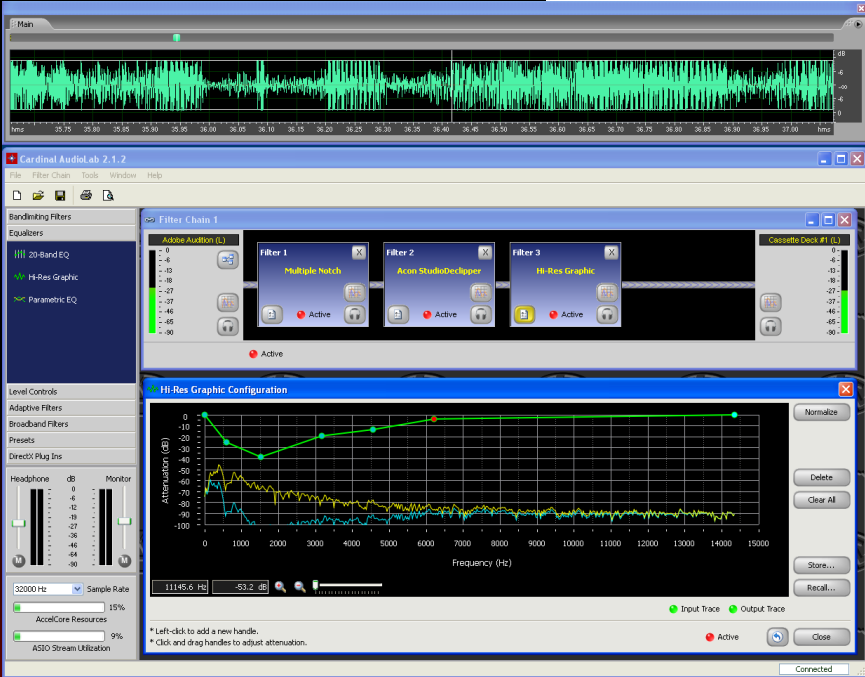 Main
dB
-6
-∞
-6
0
hms 35.75 35.80 35.85 35.90 35.95 36.00 36.05 36.10 36.15 36.20 36.25 36.30 36.35 36.40 36.45 36.50 36.55 36.60 36.65 36.70 36.75 36.80 36.85 36.90 36.95 37.00 hms
Cardinal AudioLab 2.1.2
File Filter Chain Tools Window Help
Bandlimiting Filters
Equalizers
20-Band EQ
Hi-Res Graphic
Parametric EQ
Level Controls
Adaptive Filters
Broadband Filters
Presets
DirectX Plug Ins
Headphone dB Monitor
0
-6
-12
-19
-27
-36
-46
-64
-90
M M
32000 Hz Sample Rate
15%
AccelCore Resources
9%
ASIO Stream Utilization
Filter Chain 1
Adobe Audition (L)
0
-6
-13
-18
-27
-37
-46
-65
-90
Filter 1 X
Multiple Notch
Active
Filter 2 X
Acon StudioDeclipper
Active
Filter 3 X
Hi-Res Graphic
Active
Cassette Deck #1 (L)
0
-6
-13
-18
-27
-37
-46
-65
-90
Active
Hi-Res Graphic Configuration
Attenuation (dB)
0
-10
-20
-30
-40
-50
-60
-70
-80
-90
-100
0 1000 2000 3000 4000 5000 6000 7000 8000 9000 10000 11000 12000 13000 14000 15000
Frequency (Hz)
11145.6 Hz -53.2 dB
Normalize
Delete
Clear All
Store...
Recall...
Input Trace Output Trace
* Left-click to add a new handle.
* Click and drag handles to adjust attenuation.
Active
Close
Connected